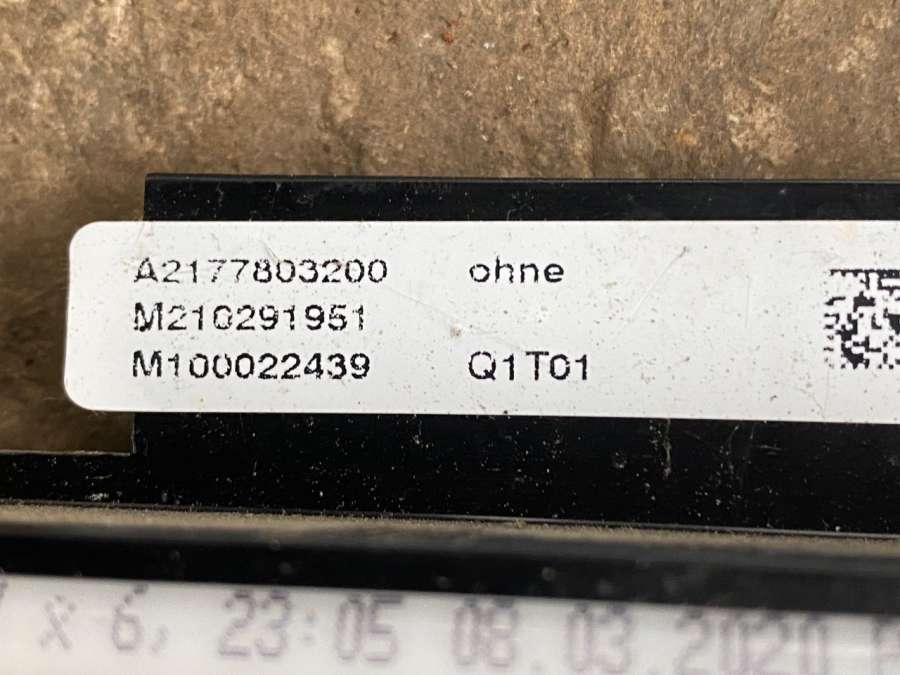 A2177803200 ohne
M210291951
M100022439 Q1T01
x 6, 23:05 08.03.2020